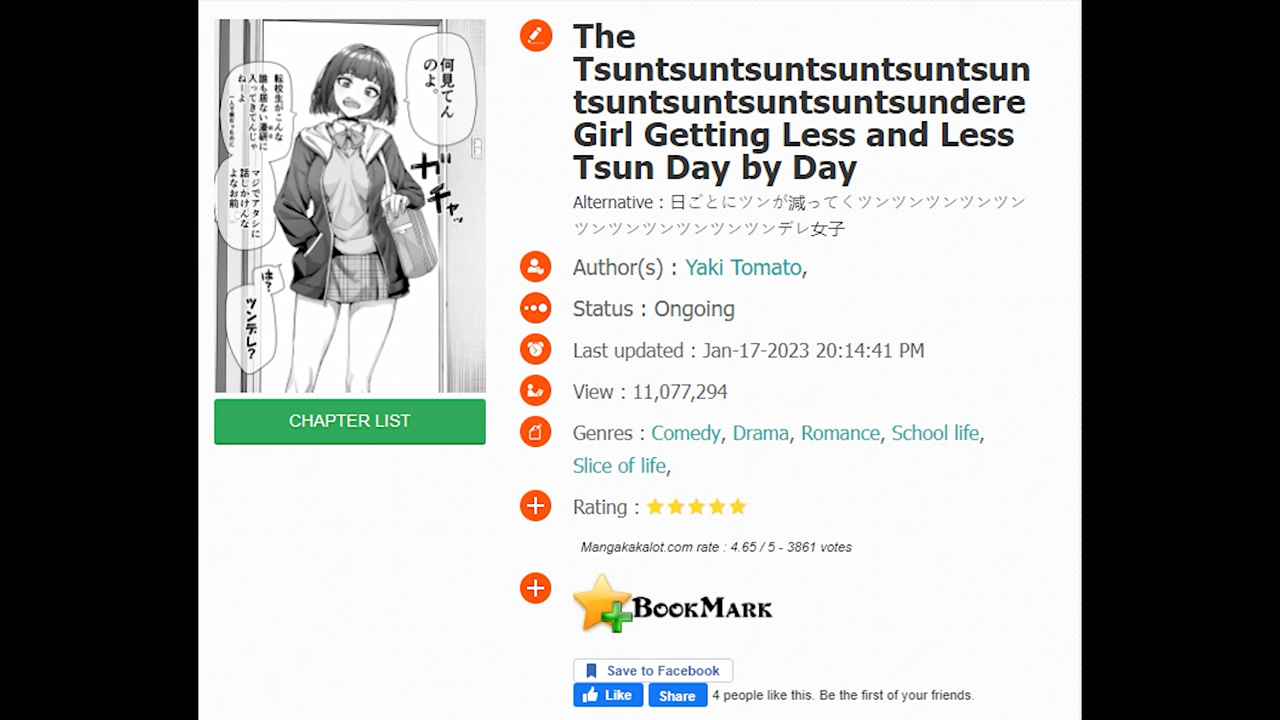 何見てん
のよ。
転校生がこんな
誰も居ない漫研に
入ってきてんじゃ
ねーよ
ガチャッ
マジでアタシに
話しかけんな
よなお前
は?
ツンデレ?
CHAPTER LIST
The
Tsuntsuntsuntsuntsuntsun
tsuntsuntsuntsuntsundere
Girl Getting Less and Less
Tsun Day by Day
Alternative : 日ごとにツンが減ってくツンツンツンツンツン
ツンツンツンツンツンツンデレ女子
Author(s) : Yaki Tomato,
Status : Ongoing
Last updated : Jan-17-2023 20:14:41 PM
View : 11,077,294
Genres : Comedy, Drama, Romance, School life,
Slice of life,
Rating :
Mangakakalot.com rate : 4.65 / 5 - 3861 votes
BookMark
Save to Facebook
Like Share 4 people like this. Be the first of your friends.